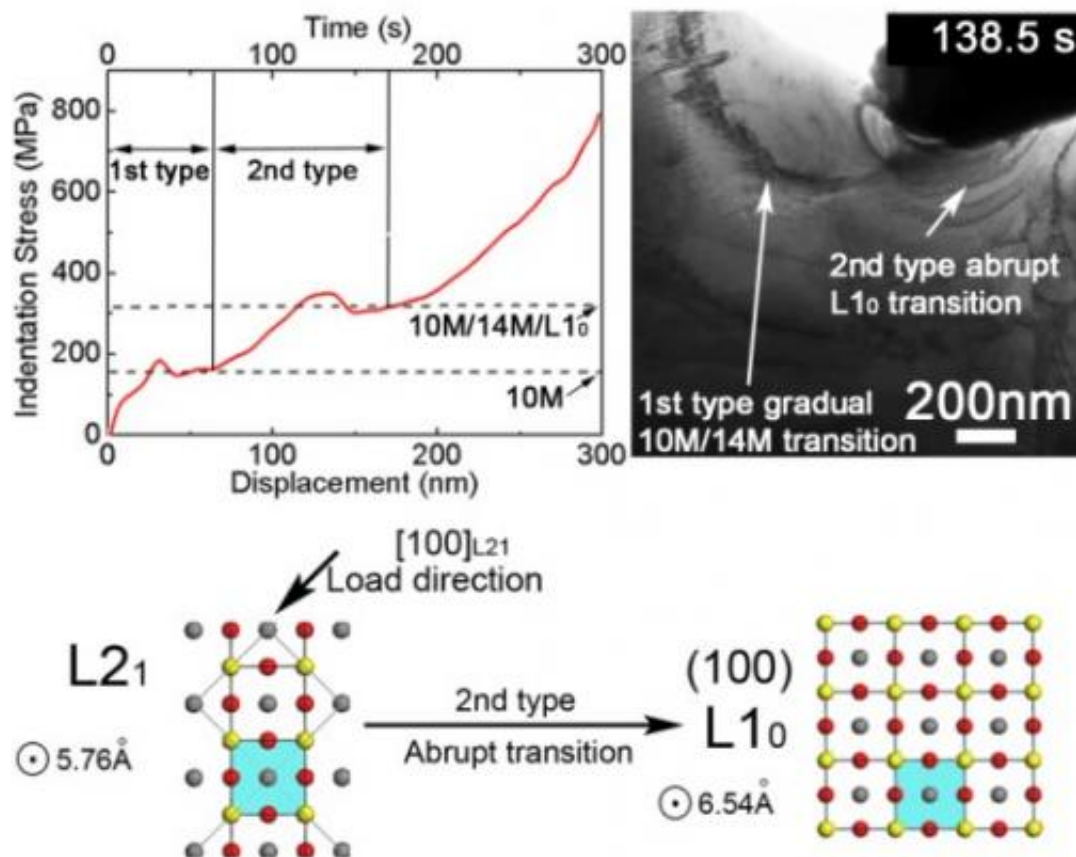 Time (s)
0 100 200 300
Indentation Stress (MPa)
800
600
400
200
0
1st type
2nd type
10M/14M/L1₀
10M
0 100 200 300
Displacement (nm)
138.5 s
2nd type abrupt
L1₀ transition
1st type gradual
10M/14M transition
200nm
[100]L21
Load direction
L2₁
5.76Å
2nd type
Abrupt transition
(100)
L1₀
6.54Å